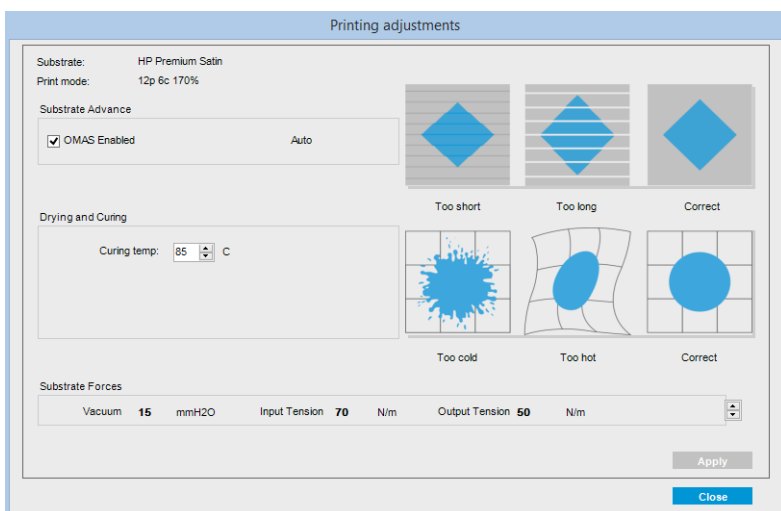 Printing adjustments
Substrate: HP Premium Satin
Print mode: 12p 6c 170%
Substrate Advance
OMAS Enabled Auto
Too short Too long Correct
Drying and Curing
Curing temp: 85 C
Too cold Too hot Correct
Substrate Forces
Vacuum 15 mmH2O Input Tension 70 N/m Output Tension 50 N/m
Apply
Close